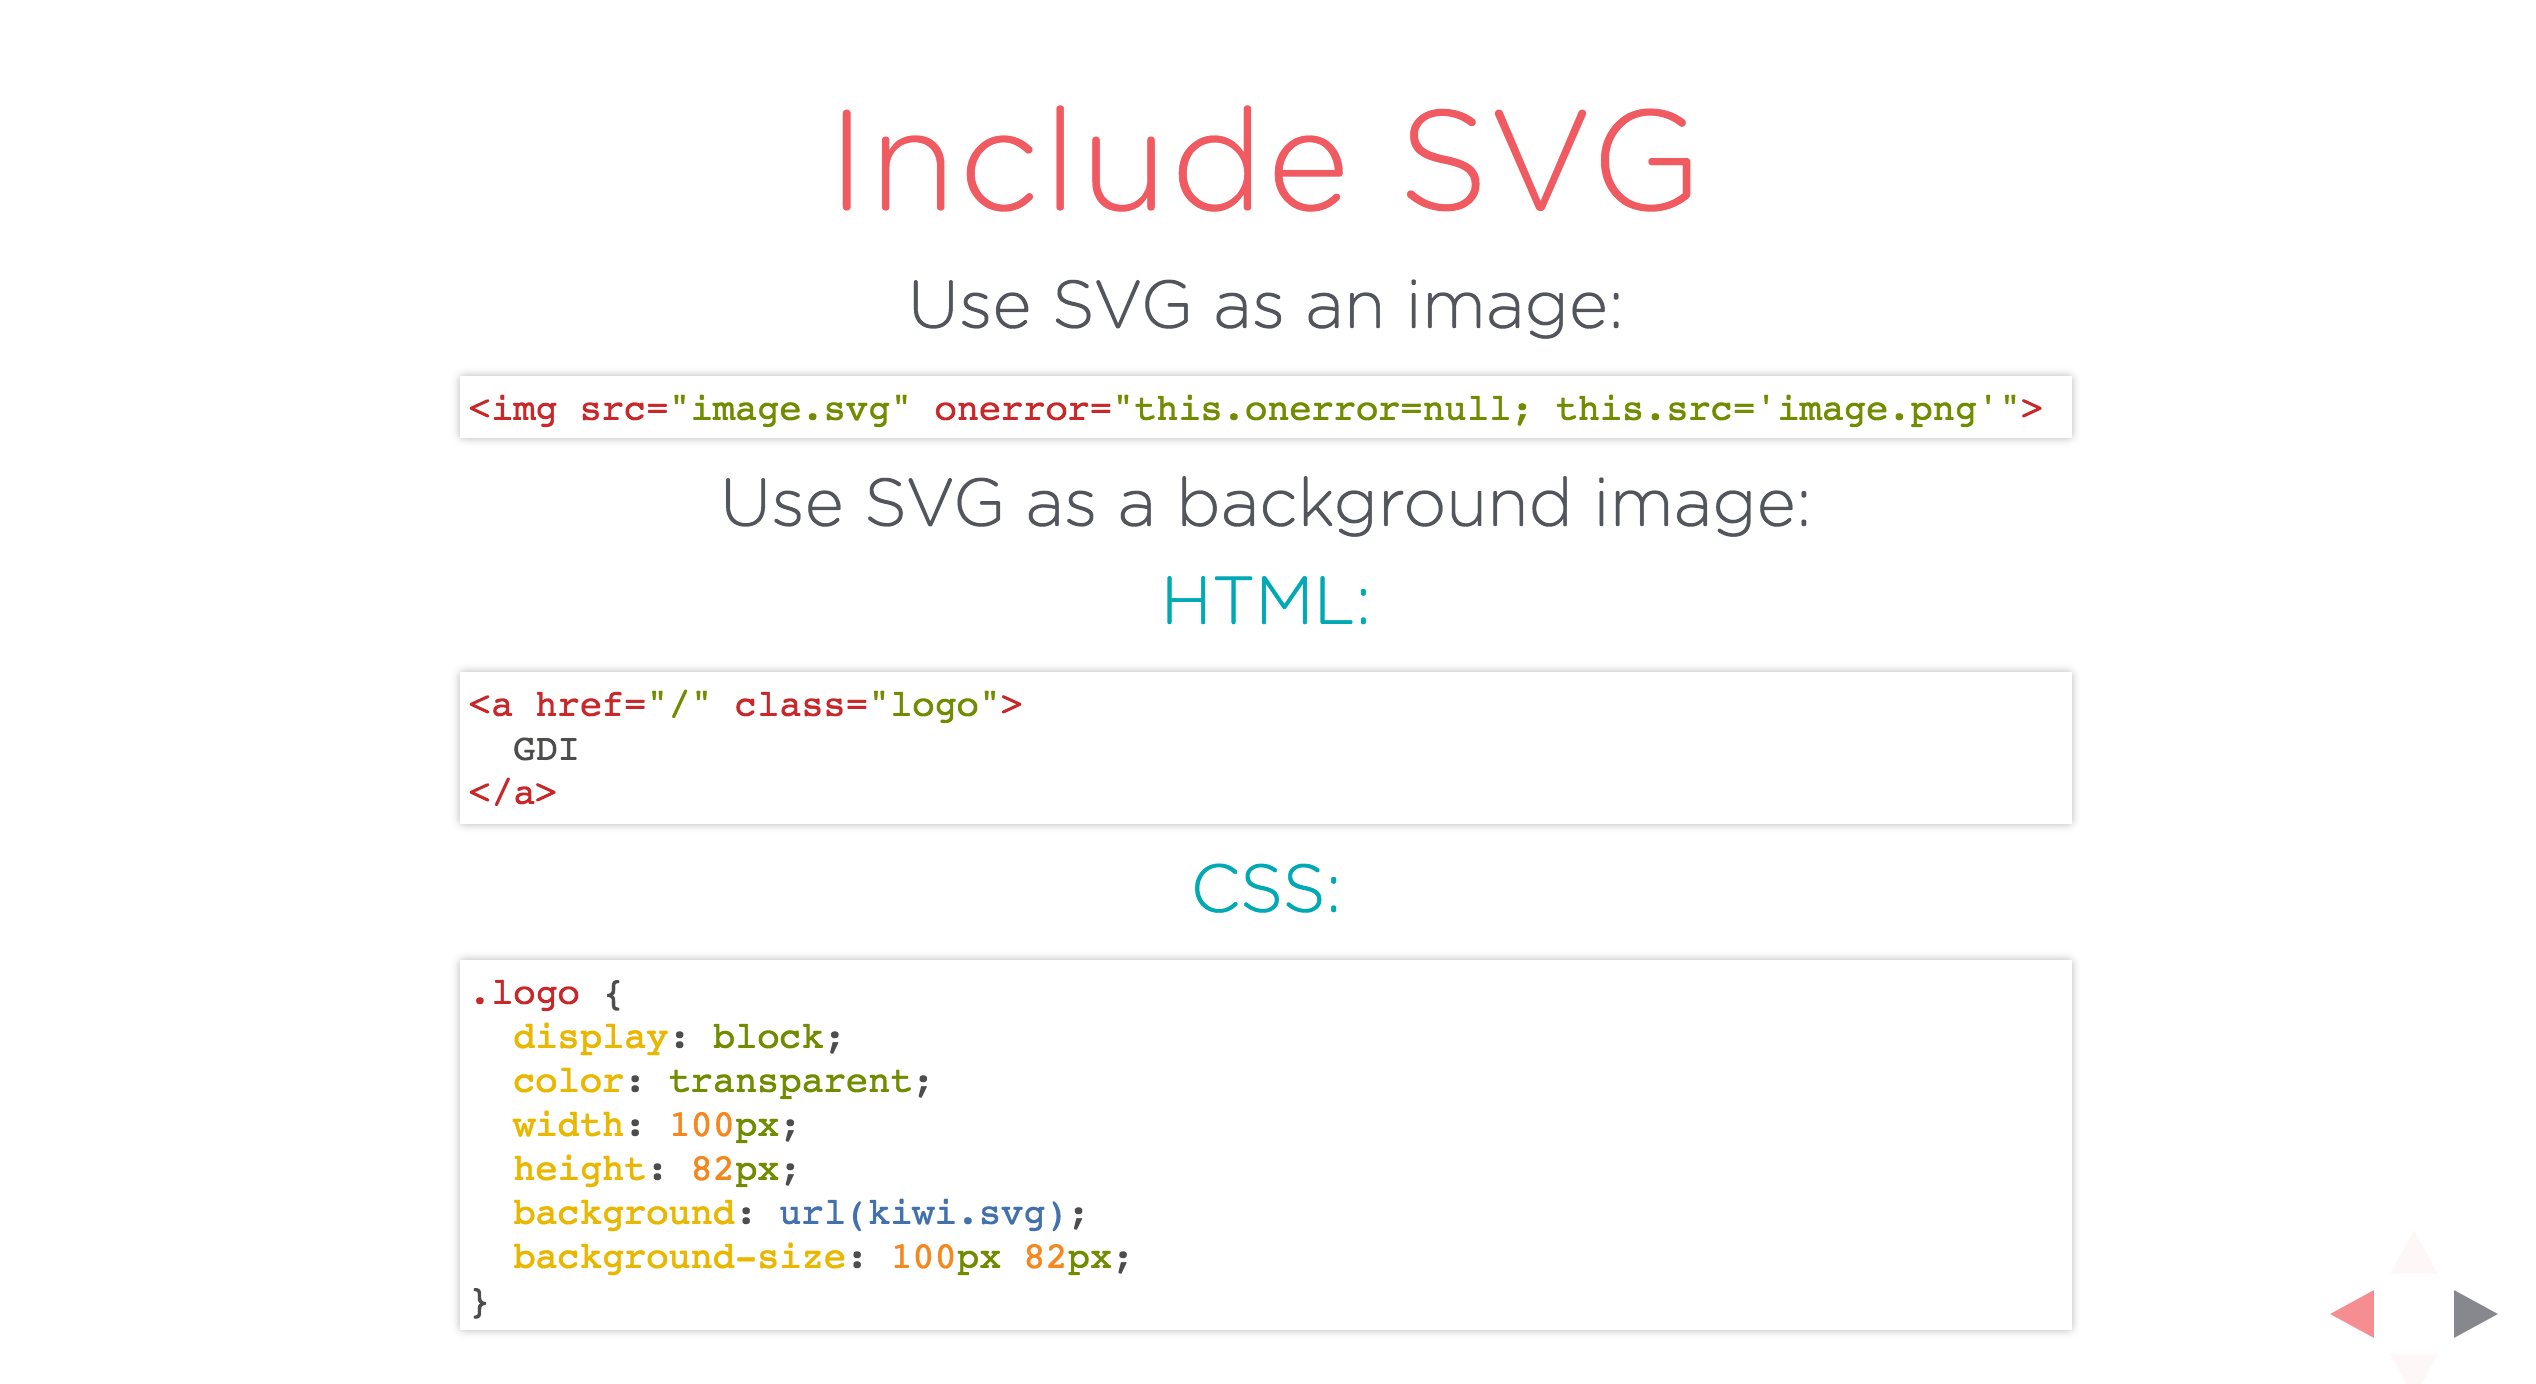 Include SVG
Use SVG as an image:
<img src="image.svg" onerror="this.onerror=null; this.src='image.png'">
Use SVG as a background image:
HTML:
<a href="/" class="logo">
  GDI
</a>
CSS:
.logo {
  display: block;
  color: transparent;
  width: 100px;
  height: 82px;
  background: url(kiwi.svg);
  background-size: 100px 82px;
}